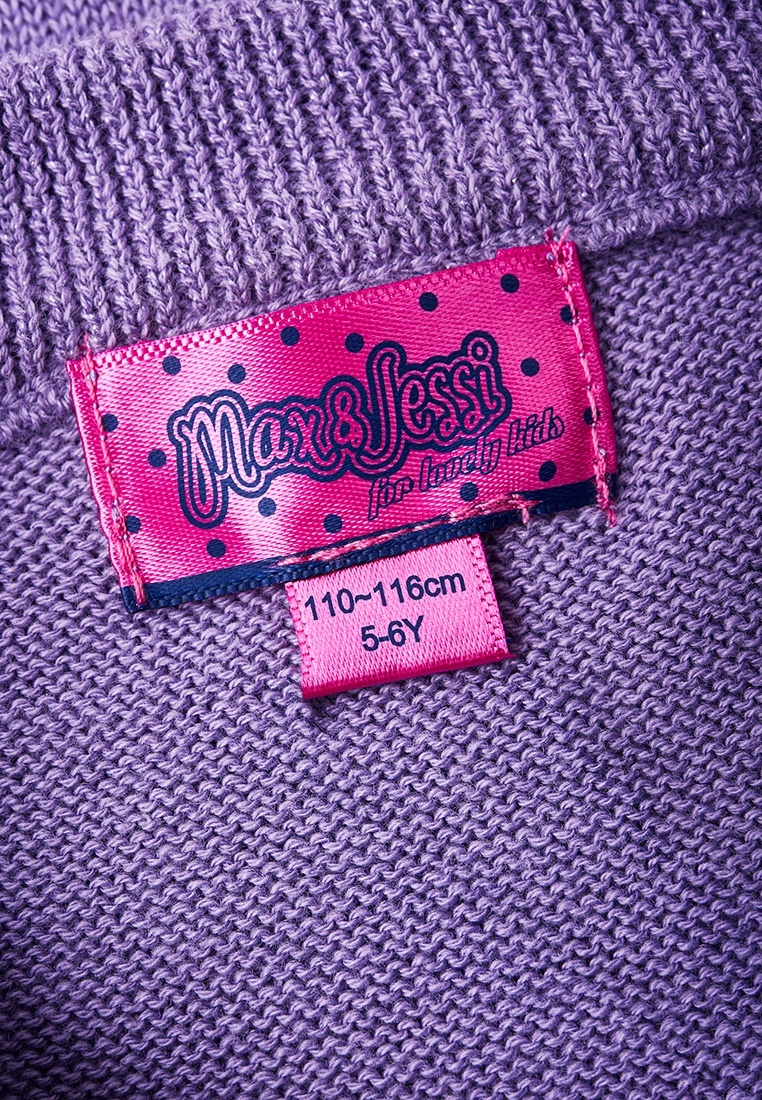 Max&Jessi
for lovely kids
110~116cm
5-6Y